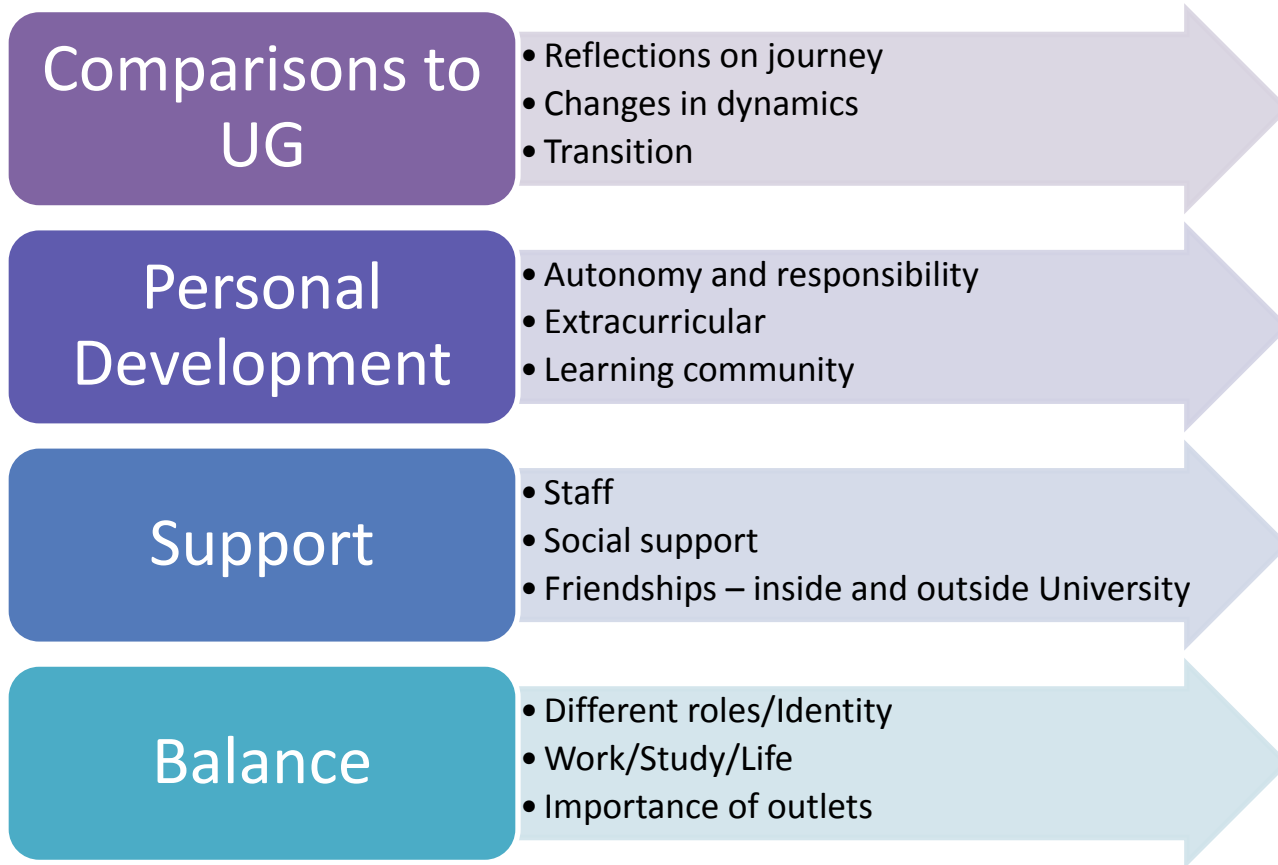 Comparisons to
UG
• Reflections on journey
• Changes in dynamics
• Transition
Personal
Development
• Autonomy and responsibility
• Extracurricular
• Learning community
Support
• Staff
• Social support
• Friendships – inside and outside University
Balance
• Different roles/Identity
• Work/Study/Life
• Importance of outlets